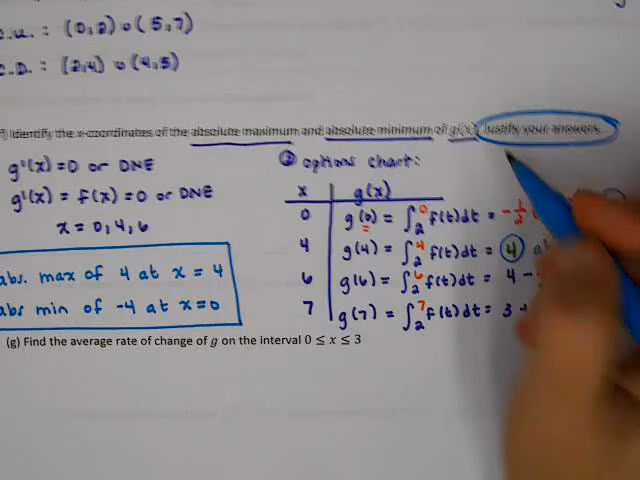 C.U. : (0,2) ∪ (5,7)
C.D. : (2,4) ∪ (4,5)
Identify the x-coordinates of the absolute maximum and absolute minimum of g(x). Justify your answers.
g'(x) = 0 or DNE
g'(x) = f(x) = 0 or DNE
x = 0, 4, 6
abs. max of 4 at x = 4
abs min of -4 at x = 0
② options chart:
x g(x)
0 g(0) = ∫₂⁰ f(t)dt = -1/2
4 g(4) = ∫₂⁴ f(t)dt = 4
6 g(6) = ∫₂⁶ f(t)dt = 4 -
7 g(7) = ∫₂⁷ f(t)dt = 3 +
(g) Find the average rate of change of g on the interval 0 ≤ x ≤ 3